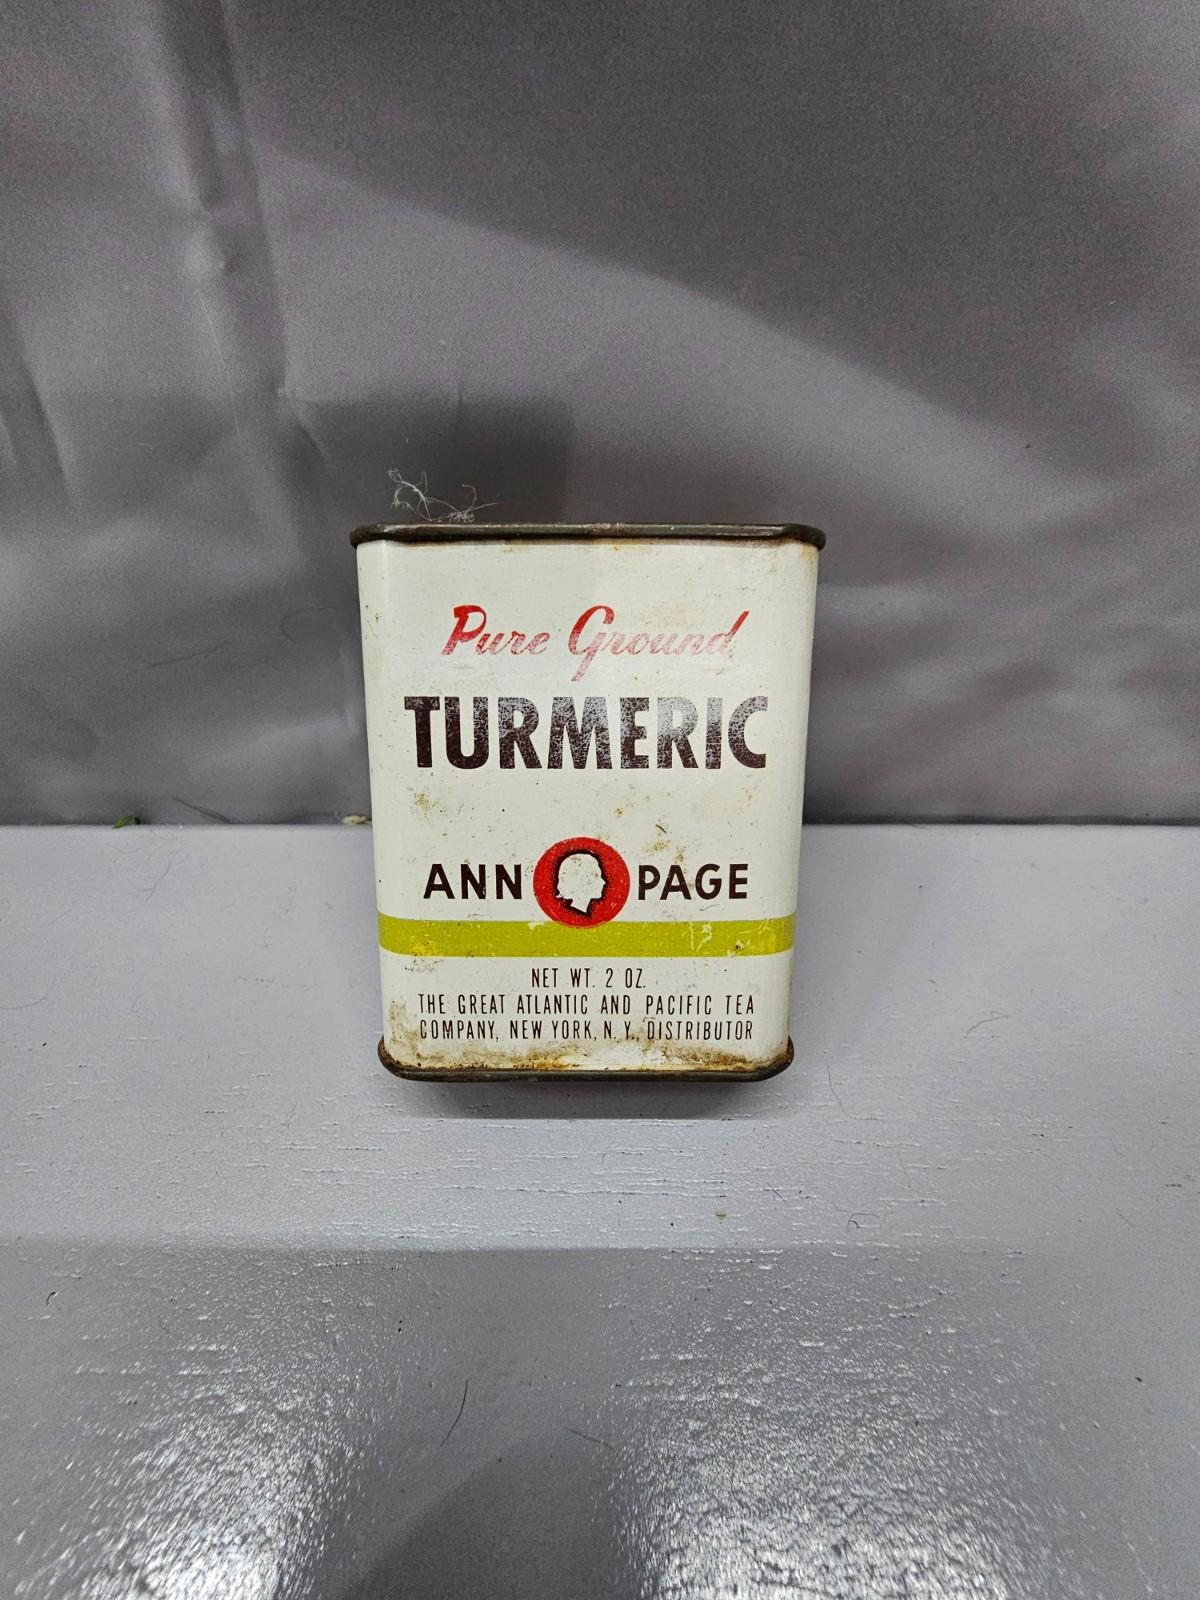 Pure Ground
TURMERIC
ANN PAGE
NET WT. 2 OZ.
THE GREAT ATLANTIC AND PACIFIC TEA
COMPANY, NEW YORK, N. Y., DISTRIBUTOR